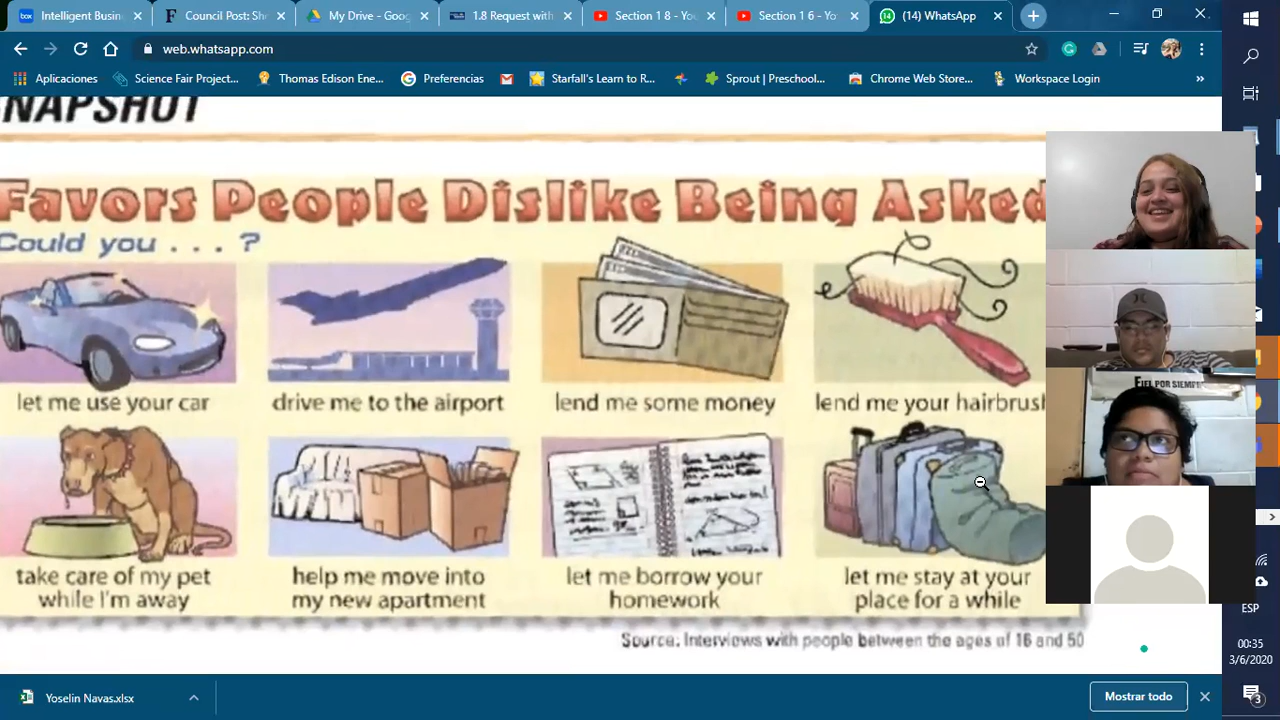 Intelligent Busin
Council Post: Sh
My Drive - Goog
1.8 Request with
Section 1 8 - You
Section 1 6 - Yo
(14) WhatsApp
web.whatsapp.com
Aplicaciones
Science Fair Project...
Thomas Edison Ene...
Preferencias
Starfall's Learn to R...
Sprout | Preschool...
Chrome Web Store...
Workspace Login
NAPSHOT
Favors People Dislike Being Asked
Could you . . . ?
let me use your car
drive me to the airport
lend me some money
lend me your hairbrush
take care of my pet
while I'm away
help me move into
my new apartment
let me borrow your
homework
let me stay at your
place for a while
Source: Interviews with people between the ages of 16 and 50
FIEL POR SIEMPRE
ESP
00:35
3/6/2020
3
Yoselin Navas.xlsx
Mostrar todo